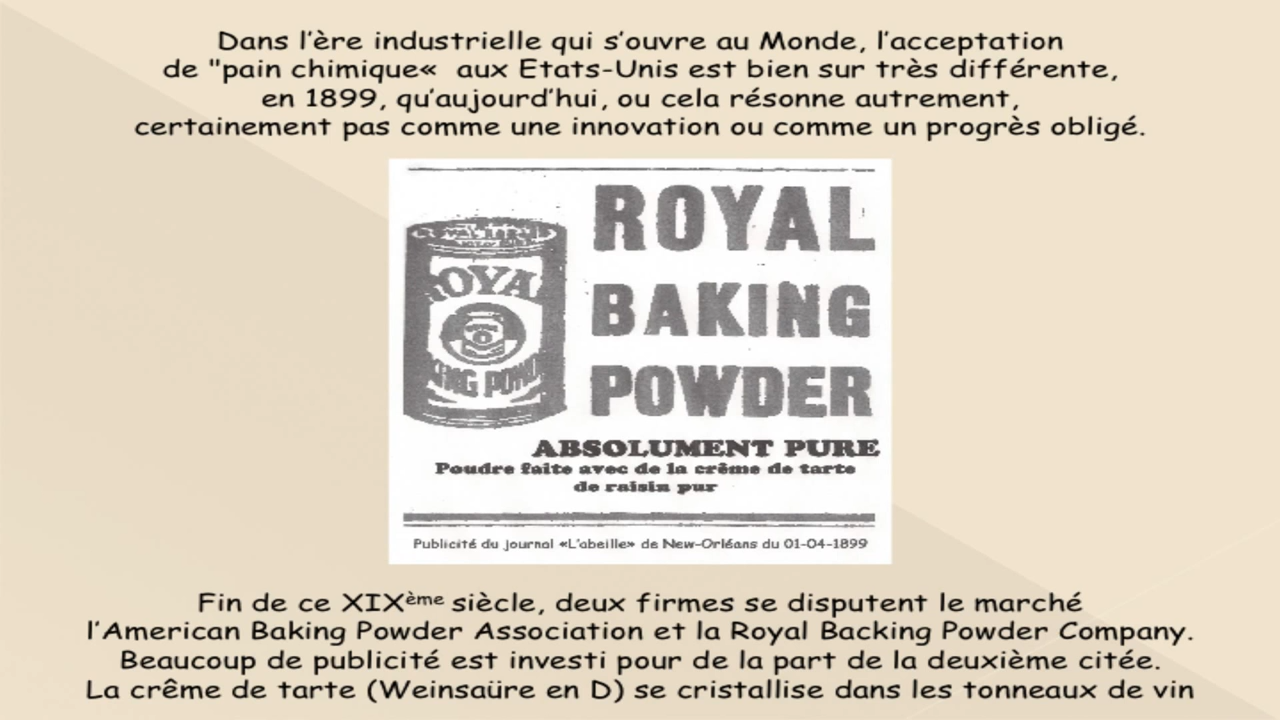 Dans l'ère industrielle qui s'ouvre au Monde, l'acceptation
de "pain chimique« aux Etats-Unis est bien sur très différente,
en 1899, qu'aujourd'hui, ou cela résonne autrement,
certainement pas comme une innovation ou comme un progrès obligé.
ROYAL
BAKING
POWDER
ROYAL
ABSOLUMENT PURE
Poudre faite avec de la crême de tarte
de raisin pur
Publicité du journal «L'abeille» de New-Orléans du 01-04-1899
Fin de ce XIXème siècle, deux firmes se disputent le marché
l'American Baking Powder Association et la Royal Backing Powder Company.
Beaucoup de publicité est investi pour de la part de la deuxième citée.
La crême de tarte (Weinsaüre en D) se cristallise dans les tonneaux de vin